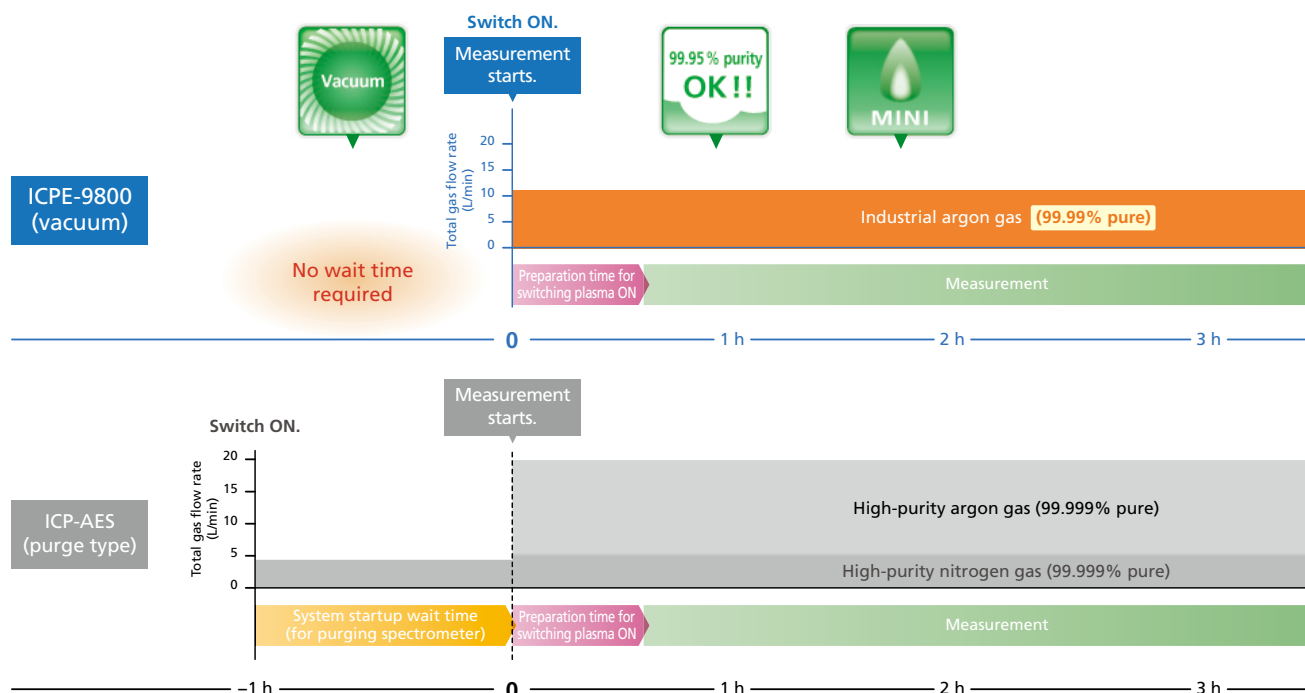 Switch ON.
Measurement
starts.
Vacuum
99.95% purity
OK!!
MINI
ICPE-9800
(vacuum)
Total gas flow rate
(L/min)
20
15
10
5
0
Industrial argon gas (99.99% pure)
No wait time
required
Preparation time for
switching plasma ON
Measurement
0
1 h
2 h
3 h
Measurement
starts.
Switch ON.
ICP-AES
(purge type)
Total gas flow rate
(L/min)
20
15
10
5
0
High-purity argon gas (99.999% pure)
High-purity nitrogen gas (99.999% pure)
System startup wait time
(for purging spectrometer)
Preparation time for
switching plasma ON
Measurement
–1 h
0
1 h
2 h
3 h